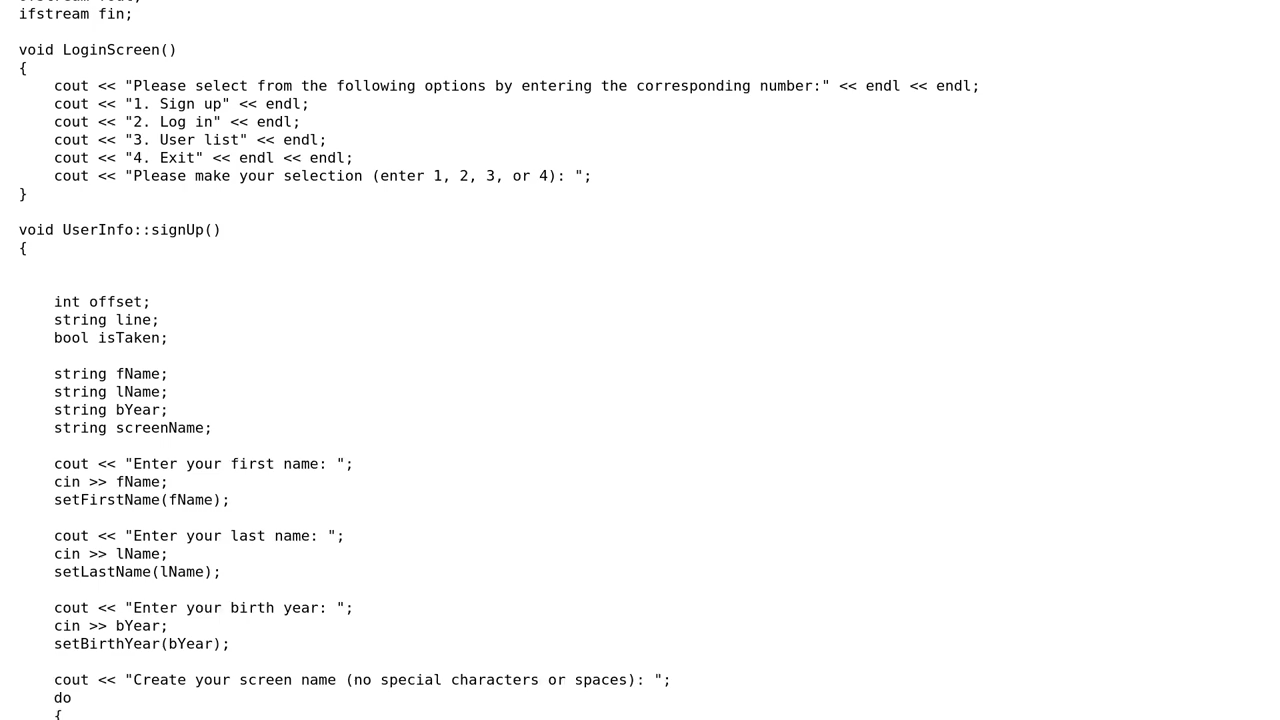 ifstream fin;
void LoginScreen()
{
cout << "Please select from the following options by entering the corresponding number:" << endl << endl;
cout << "1. Sign up" << endl;
cout << "2. Log in" << endl;
cout << "3. User list" << endl;
cout << "4. Exit" << endl << endl;
cout << "Please make your selection (enter 1, 2, 3, or 4): ";
}
void UserInfo::signUp()
{
int offset;
string line;
bool isTaken;
string fName;
string lName;
string bYear;
string screenName;
cout << "Enter your first name: ";
cin >> fName;
setFirstName(fName);
cout << "Enter your last name: ";
cin >> lName;
setLastName(lName);
cout << "Enter your birth year: ";
cin >> bYear;
setBirthYear(bYear);
cout << "Create your screen name (no special characters or spaces): ";
do
{